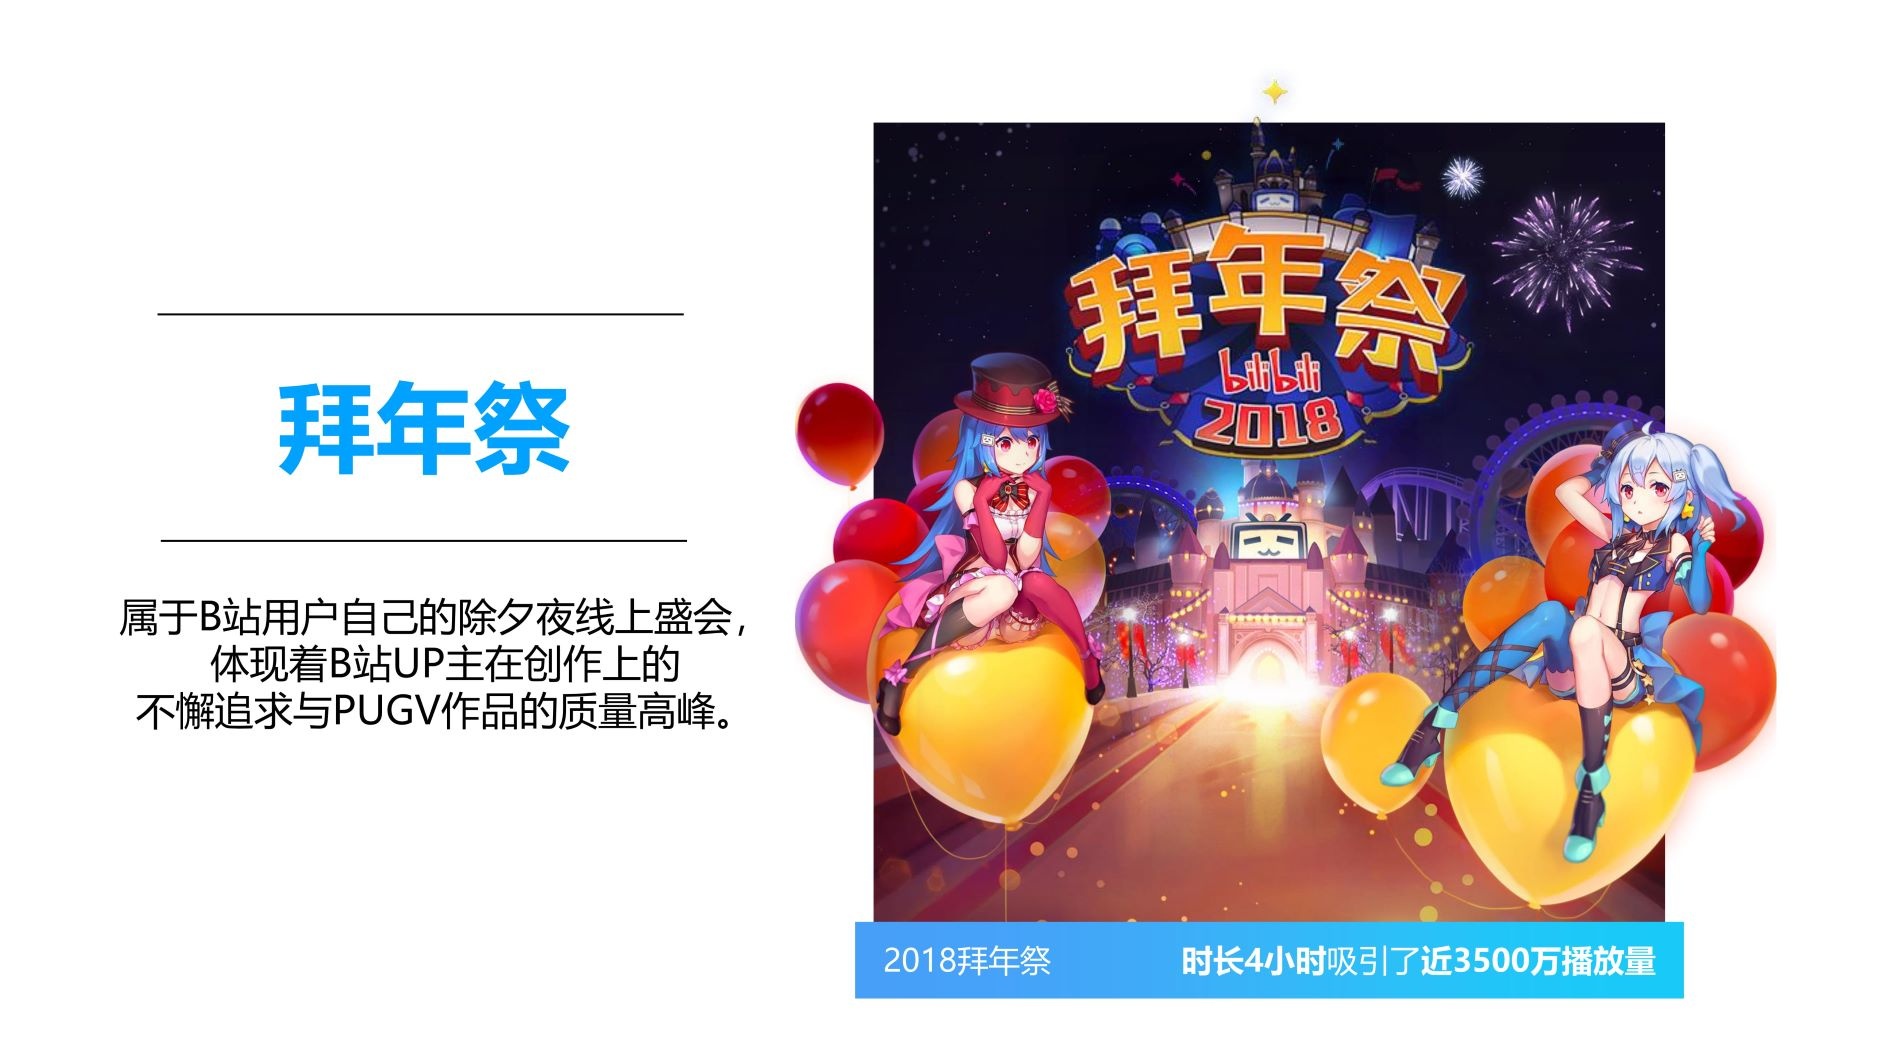 拜年祭
属于B站用户自己的除夕夜线上盛会，
体现着B站UP主在创作上的
不懈追求与PUGV作品的质量高峰。
拜年祭
bilibili
2018
2018拜年祭 时长4小时吸引了近3500万播放量